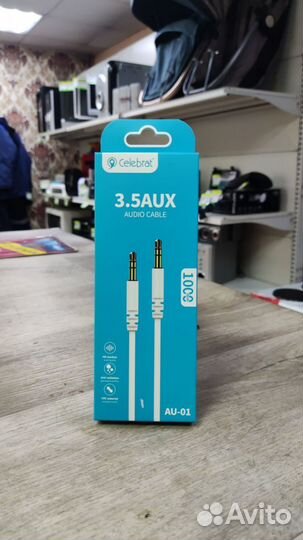 Celebrat
3.5AUX
AUDIO CABLE
1000
AU-01
Avito